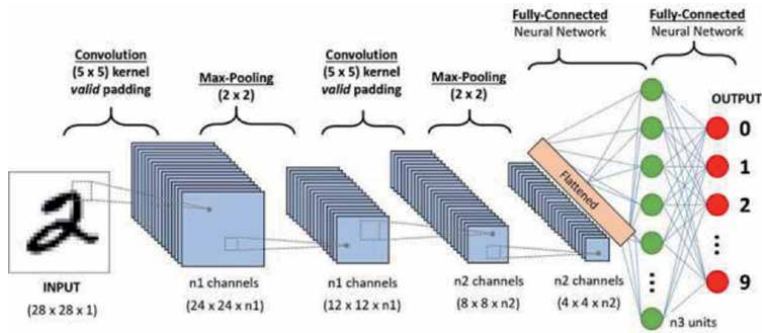 Fully-Connected
Neural Network
Fully-Connected
Neural Network
Convolution
(5 x 5) kernel
valid padding
Max-Pooling
(2 x 2)
Convolution
(5 x 5) kernel
valid padding
Max-Pooling
(2 x 2)
OUTPUT
0
1
2
9
Flattened
INPUT
(28 x 28 x 1)
n1 channels
(24 x 24 x n1)
n1 channels
(12 x 12 x n1)
n2 channels
(8 x 8 x n2)
n2 channels
(4 x 4 x n2)
n3 units
2